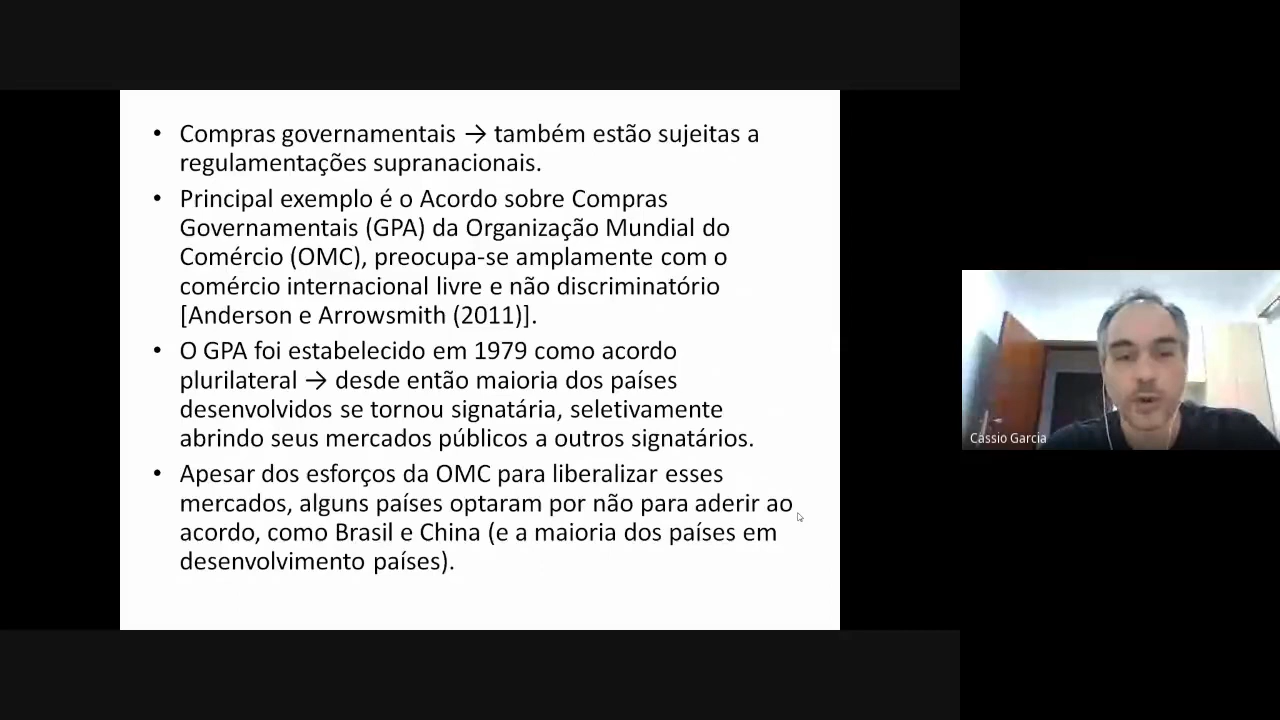 • Compras governamentais → também estão sujeitas a
regulamentações supranacionais.
• Principal exemplo é o Acordo sobre Compras
Governamentais (GPA) da Organização Mundial do
Comércio (OMC), preocupa-se amplamente com o
comércio internacional livre e não discriminatório
[Anderson e Arrowsmith (2011)].
• O GPA foi estabelecido em 1979 como acordo
plurilateral → desde então maioria dos países
desenvolvidos se tornou signatária, seletivamente
abrindo seus mercados públicos a outros signatários.
• Apesar dos esforços da OMC para liberalizar esses
mercados, alguns países optaram por não para aderir ao
acordo, como Brasil e China (e a maioria dos países em
desenvolvimento países).
Cassio Garcia